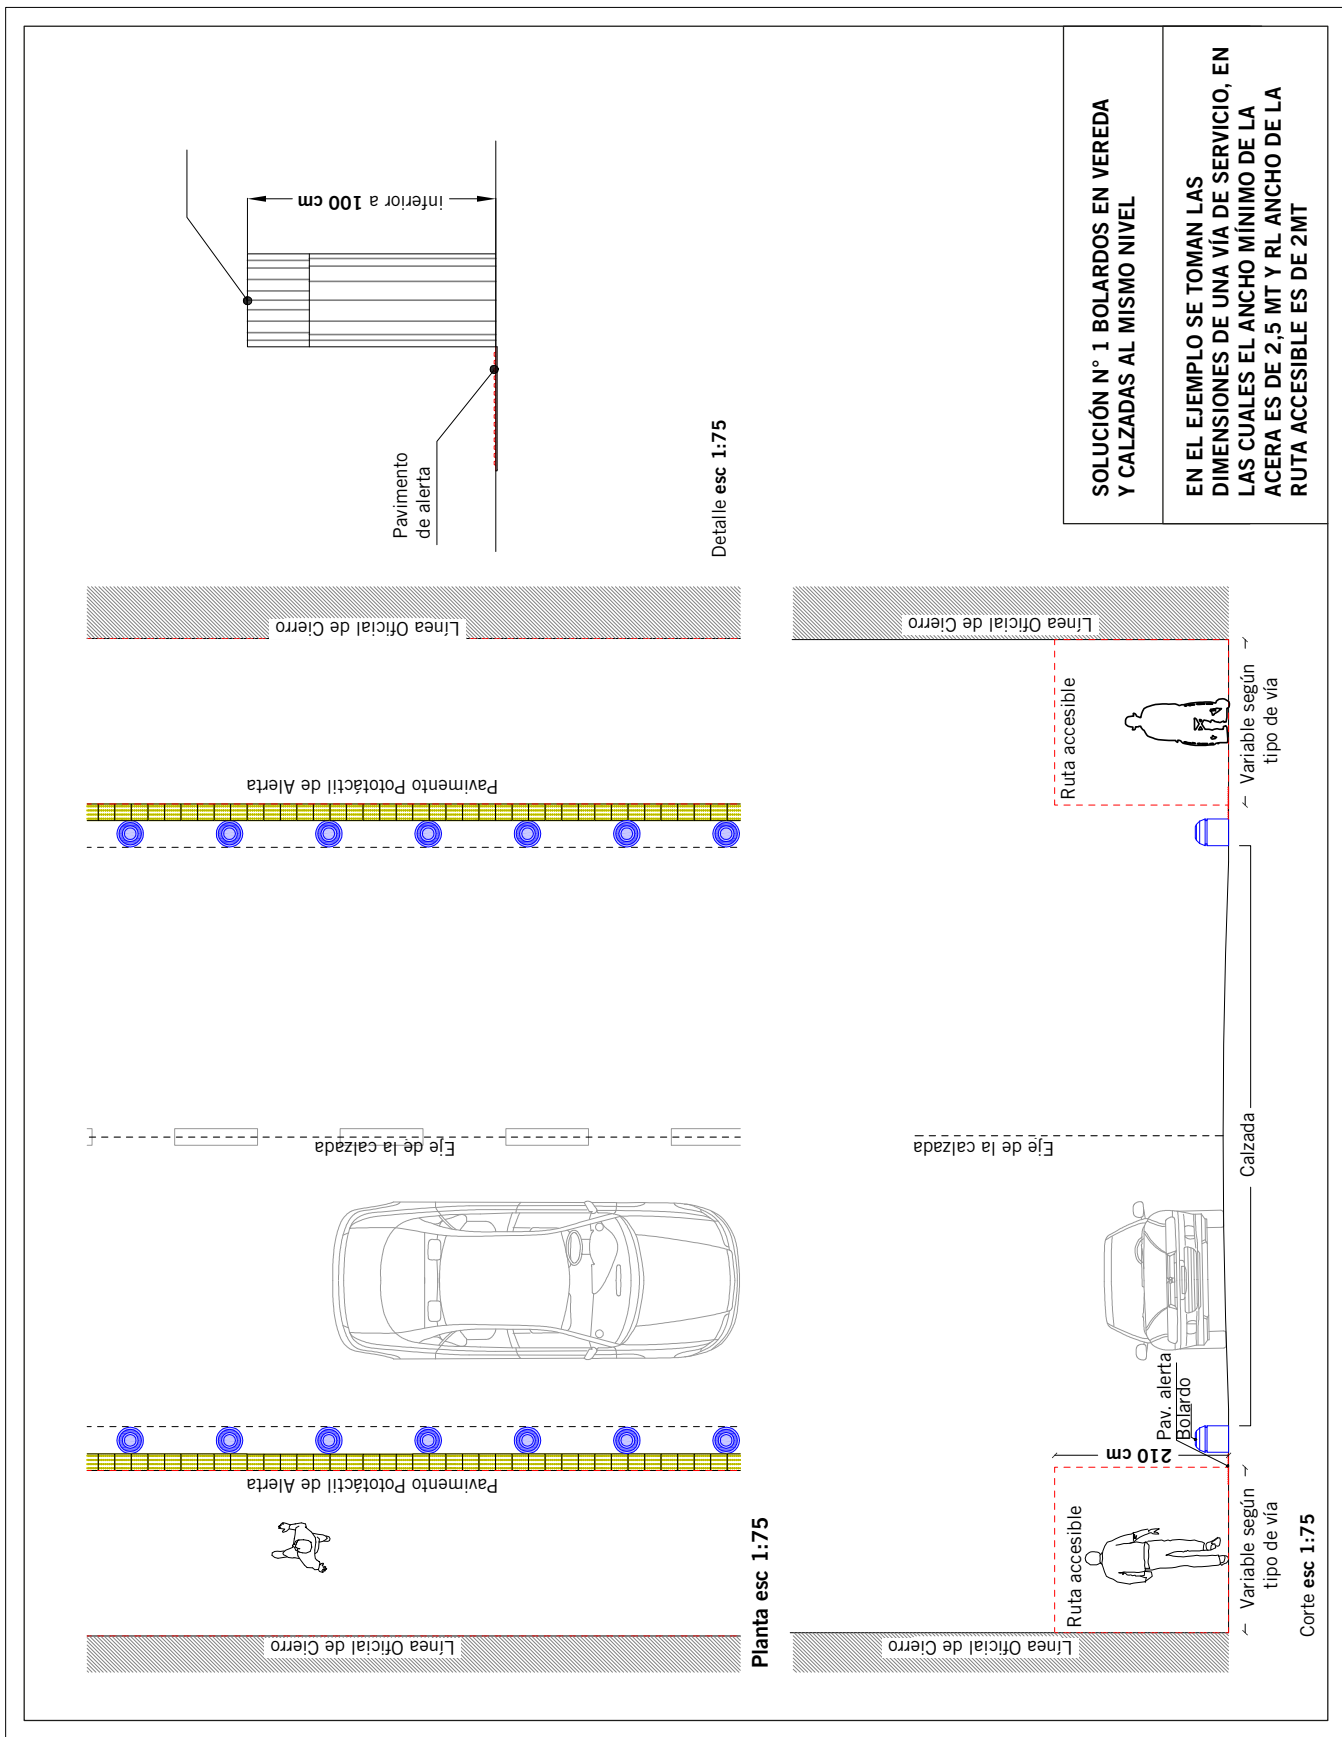 Línea Oficial de Cierro
Pavimento Pototáctil de Alerta
Eje de la calzada
Pavimento Pototáctil de Alerta
Línea Oficial de Cierro
Planta esc 1:75
Pavimento
de alerta
inferior a 100 cm
Detalle esc 1:75
Línea Oficial de Cierro
Ruta accesible
210 cm
Pav. alerta
Bolardo
Eje de la calzada
Ruta accesible
Línea Oficial de Cierro
Variable según
tipo de vía
Calzada
Variable según
tipo de vía
Corte esc 1:75
SOLUCIÓN N° 1 BOLARDOS EN VEREDA
Y CALZADAS AL MISMO NIVEL
EN EL EJEMPLO SE TOMAN LAS
DIMENSIONES DE UNA VÍA DE SERVICIO, EN
LAS CUALES EL ANCHO MÍNIMO DE LA
ACERA ES DE 2,5 MT Y RL ANCHO DE LA
RUTA ACCESIBLE ES DE 2MT